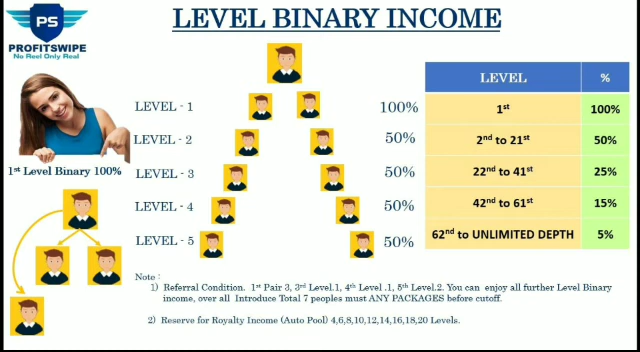 LEVEL BINARY INCOME
PS
PROFITSWIPE
No Reel Only Real
1st Level Binary 100%
LEVEL - 1 100%
LEVEL - 2 50%
LEVEL - 3 50%
LEVEL - 4 50%
LEVEL - 5 50%
LEVEL %
1st 100%
2nd to 21st 50%
22nd to 41st 25%
42nd to 61st 15%
62nd to UNLIMITED DEPTH 5%
Note :
1) Referral Condition. 1st Pair 3, 3rd Level.1, 4th Level .1, 5th Level.2. You can enjoy all further Level Binary
income, over all Introduce Total 7 peoples must ANY PACKAGES before cutoff.
2) Reserve for Royalty Income (Auto Pool) 4,6,8,10,12,14,16,18,20 Levels.